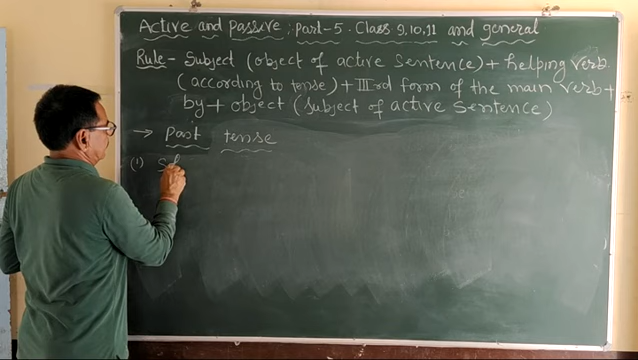 Active and Passive; Part-5. Class 9,10,11 and general
Rule- Subject (object of active sentence) + helping verb.
(according to tense) + IIIrd form of the main verb +
by + object (subject of active sentence)
→ Past tense
(1)